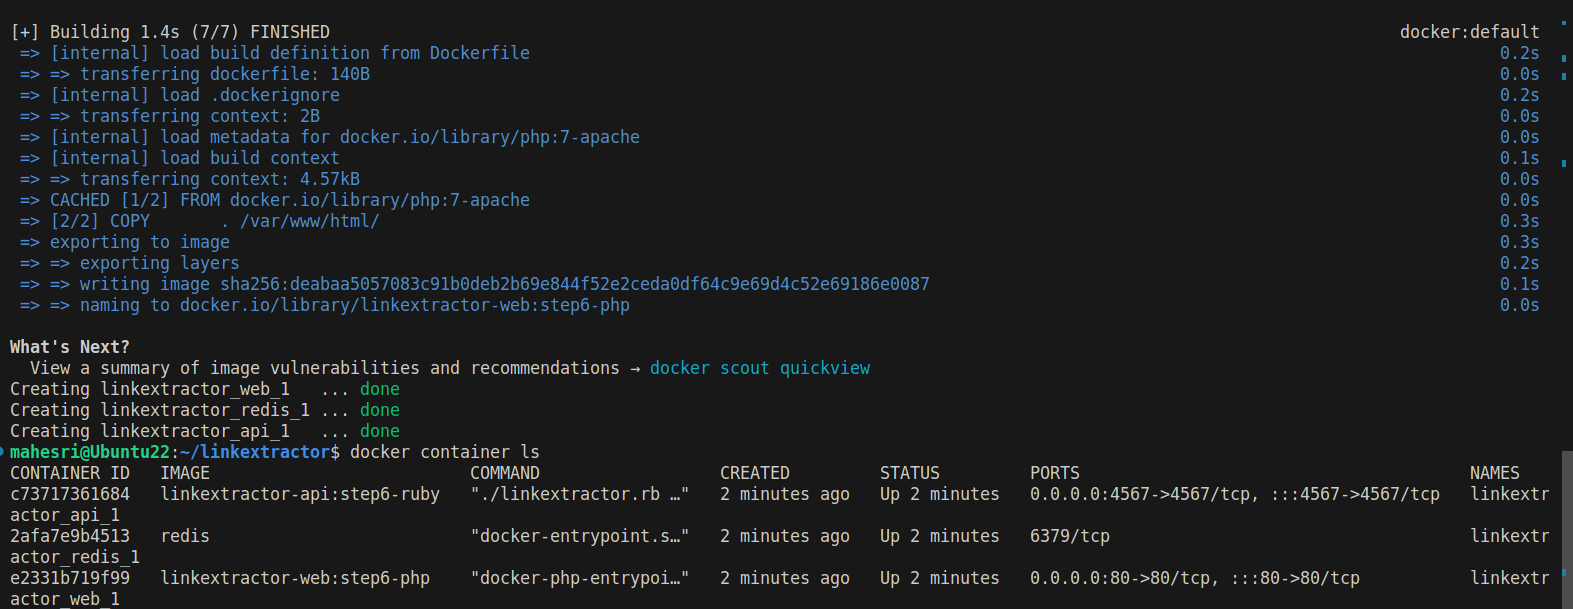 [+] Building 1.4s (7/7) FINISHED docker:default
=> [internal] load build definition from Dockerfile 0.2s
=> => transferring dockerfile: 140B 0.0s
=> [internal] load .dockerignore 0.2s
=> => transferring context: 2B 0.0s
=> [internal] load metadata for docker.io/library/php:7-apache 0.0s
=> [internal] load build context 0.1s
=> => transferring context: 4.57kB 0.0s
=> CACHED [1/2] FROM docker.io/library/php:7-apache 0.0s
=> [2/2] COPY       . /var/www/html/ 0.3s
=> exporting to image 0.3s
=> => exporting layers 0.2s
=> => writing image sha256:deabaa5057083c91b0deb2b69e844f52e2ceda0df64c9e69d4c52e69186e0087 0.1s
=> => naming to docker.io/library/linkextractor-web:step6-php 0.0s
What's Next?
View a summary of image vulnerabilities and recommendations → docker scout quickview
Creating linkextractor_web_1   ... done
Creating linkextractor_redis_1 ... done
Creating linkextractor_api_1   ... done
mahesri@Ubuntu22:~/linkextractor$ docker container ls
CONTAINER ID   IMAGE                          COMMAND                  CREATED         STATUS         PORTS                                       NAMES
c73717361684   linkextractor-api:step6-ruby   "./linkextractor.rb …"   2 minutes ago   Up 2 minutes   0.0.0.0:4567->4567/tcp, :::4567->4567/tcp   linkextr
actor_api_1
2afa7e9b4513   redis                          "docker-entrypoint.s…"   2 minutes ago   Up 2 minutes   6379/tcp                                    linkextr
actor_redis_1
e2331b719f99   linkextractor-web:step6-php    "docker-php-entrypoi…"   2 minutes ago   Up 2 minutes   0.0.0.0:80->80/tcp, :::80->80/tcp           linkextr
actor_web_1